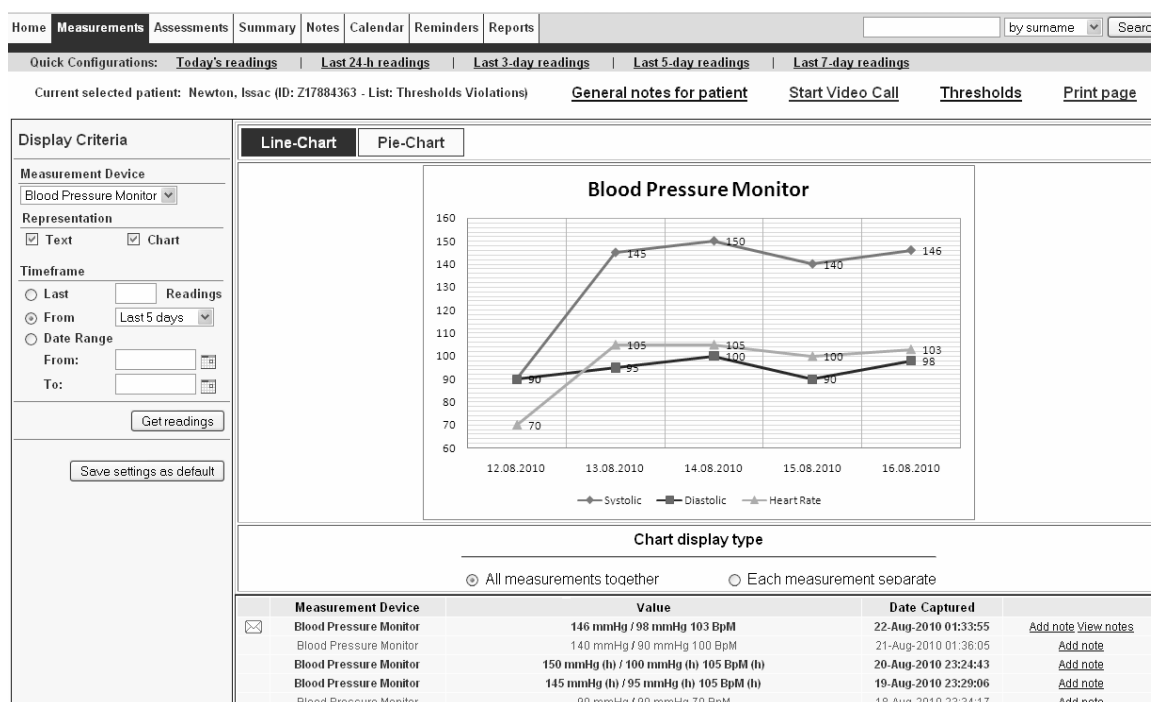 Home Measurements Assessments Summary Notes Calendar Reminders Reports by surname
Quick Configurations: Today's readings | Last 24-h readings | Last 3-day readings | Last 5-day readings | Last 7-day readings
Current selected patient: Newton, Issac (ID: Z17884363 - List: Thresholds Violations) General notes for patient Start Video Call Thresholds Print page
Display Criteria
Measurement Device
Blood Pressure Monitor
Representation
Text Chart
Timeframe
Last Readings
From Last 5 days
Date Range
From:
To:
Get readings
Save settings as default
Line-Chart Pie-Chart
Blood Pressure Monitor
160
150
140
130
120
110
100
90
80
70
60
145 150 140 146
105 105 100 103
90 95 100 90 98
70
12.08.2010 13.08.2010 14.08.2010 15.08.2010 16.08.2010
Systolic Diastolic Heart Rate
Chart display type
All measurements together Each measurement separate
Measurement Device Value Date Captured
Blood Pressure Monitor 146 mmHg / 98 mmHg 103 BpM 22-Aug-2010 01:33:55 Add note View notes
Blood Pressure Monitor 140 mmHg / 90 mmHg 100 BpM 21-Aug-2010 01:36:05 Add note
Blood Pressure Monitor 150 mmHg (h) / 100 mmHg (h) 105 BpM (h) 20-Aug-2010 23:24:43 Add note
Blood Pressure Monitor 145 mmHg (h) / 95 mmHg (h) 105 BpM (h) 19-Aug-2010 23:29:06 Add note
Blood Pressure Monitor 90 mmHg / 90 mmHg 70 BpM Add note